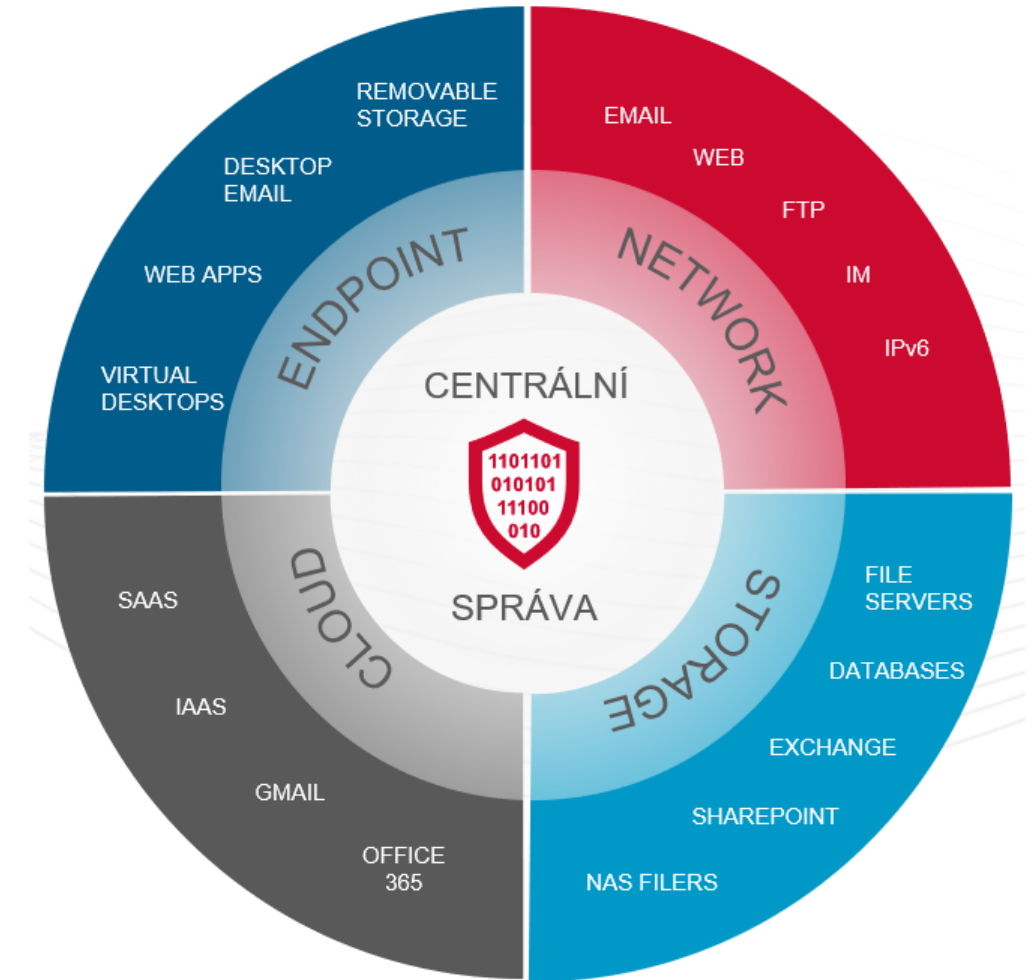 REMOVABLE
STORAGE
DESKTOP
EMAIL
WEB APPS
VIRTUAL
DESKTOPS
ENDPOINT
EMAIL
WEB
FTP
IM
IPv6
NETWORK
CENTRÁLNÍ
1101101
010101
11100
010
SPRÁVA
CLOUD
SAAS
IAAS
GMAIL
OFFICE
365
STORAGE
FILE
SERVERS
DATABASES
EXCHANGE
SHAREPOINT
NAS FILERS